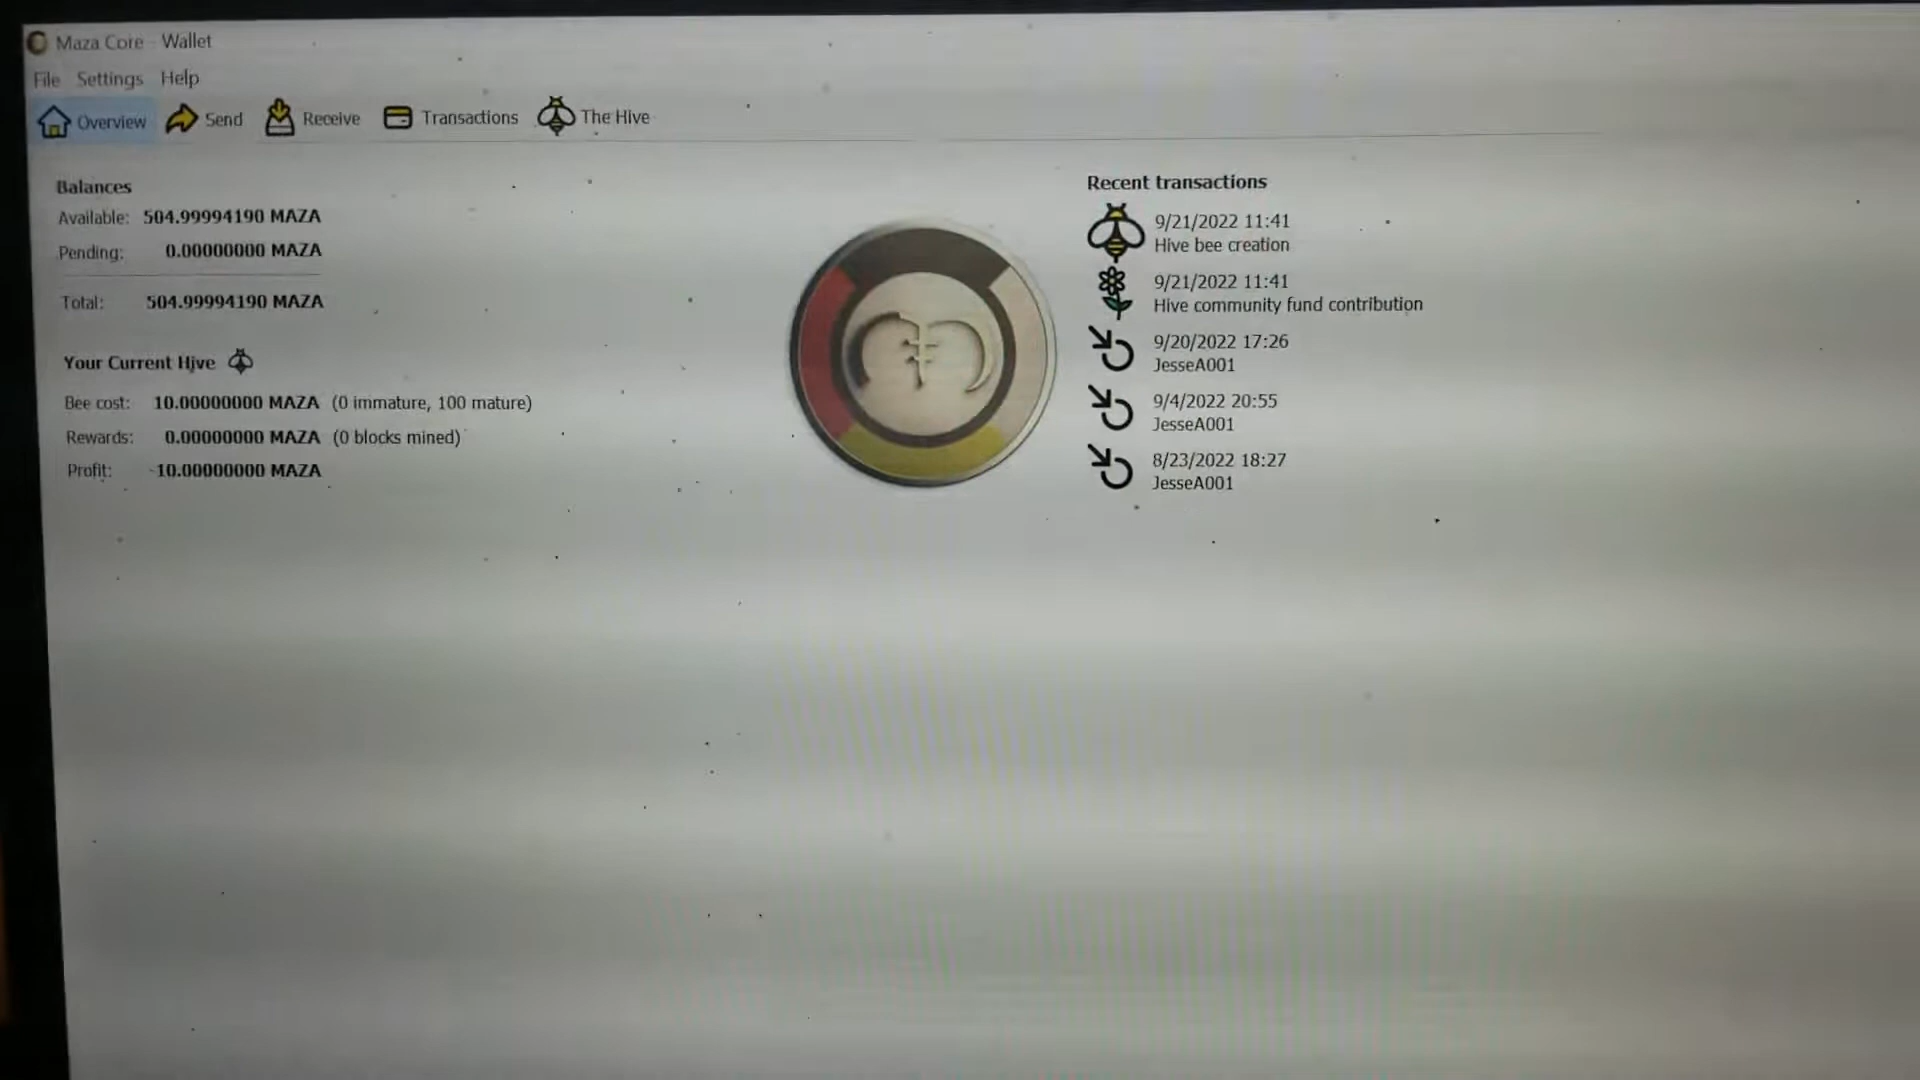 Maza Core - Wallet
File Settings Help
Overview Send Receive Transactions The Hive
Balances
Available: 504.99994190 MAZA
Pending: 0.00000000 MAZA
Total: 504.99994190 MAZA
Your Current Hive
Bee cost: 10.00000000 MAZA (0 immature, 100 mature)
Rewards: 0.00000000 MAZA (0 blocks mined)
Profit: -10.00000000 MAZA
Recent transactions
9/21/2022 11:41
Hive bee creation
9/21/2022 11:41
Hive community fund contribution
9/20/2022 17:26
JesseA001
9/4/2022 20:55
JesseA001
8/23/2022 18:27
JesseA001